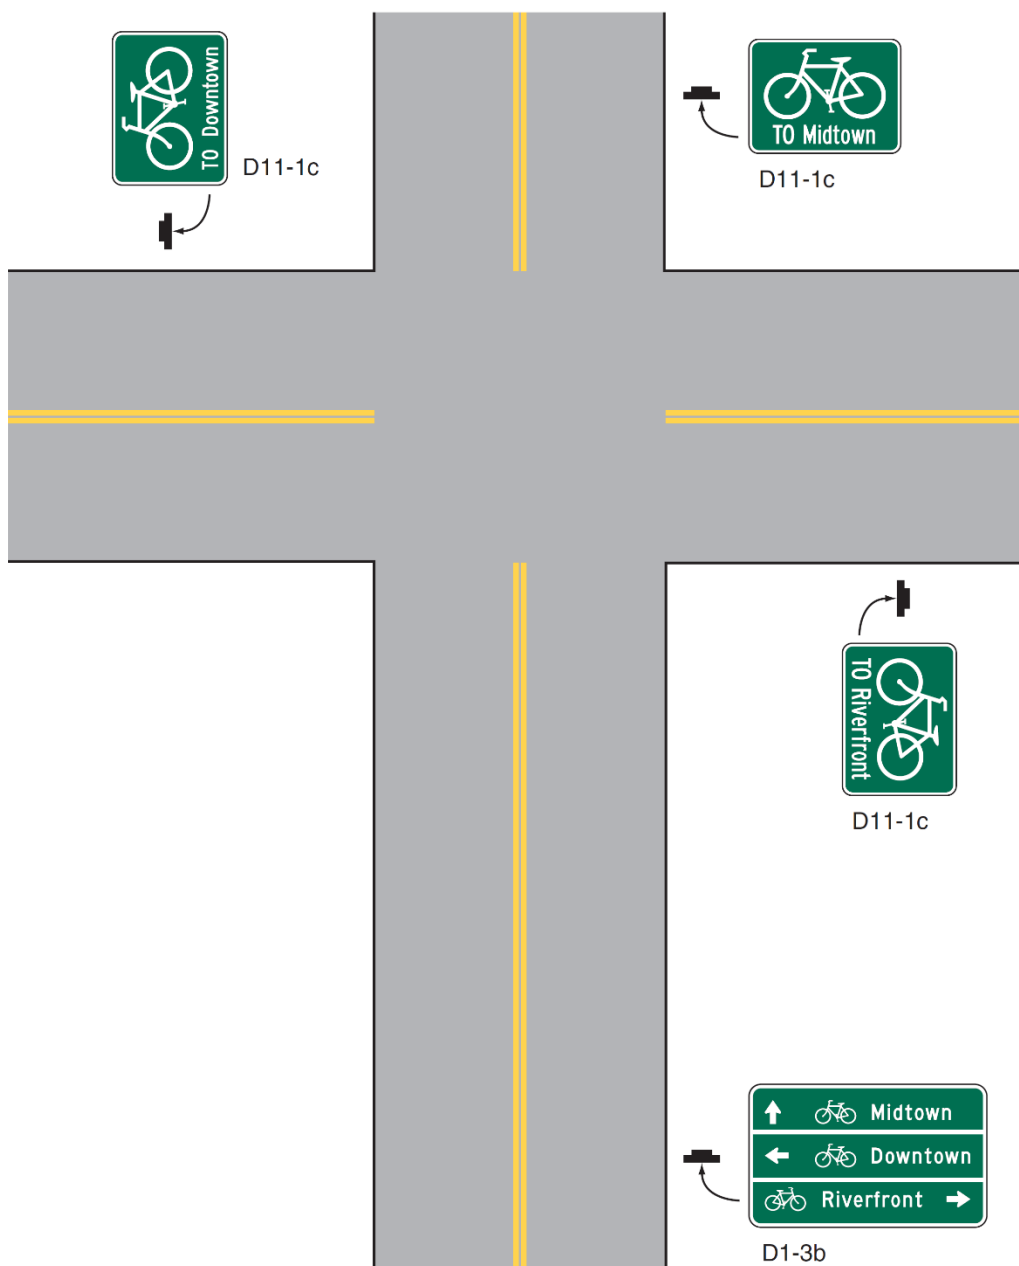 TO Downtown
D11-1c
TO Midtown
D11-1c
TO Riverfront
D11-1c
Midtown
Downtown
Riverfront
D1-3b